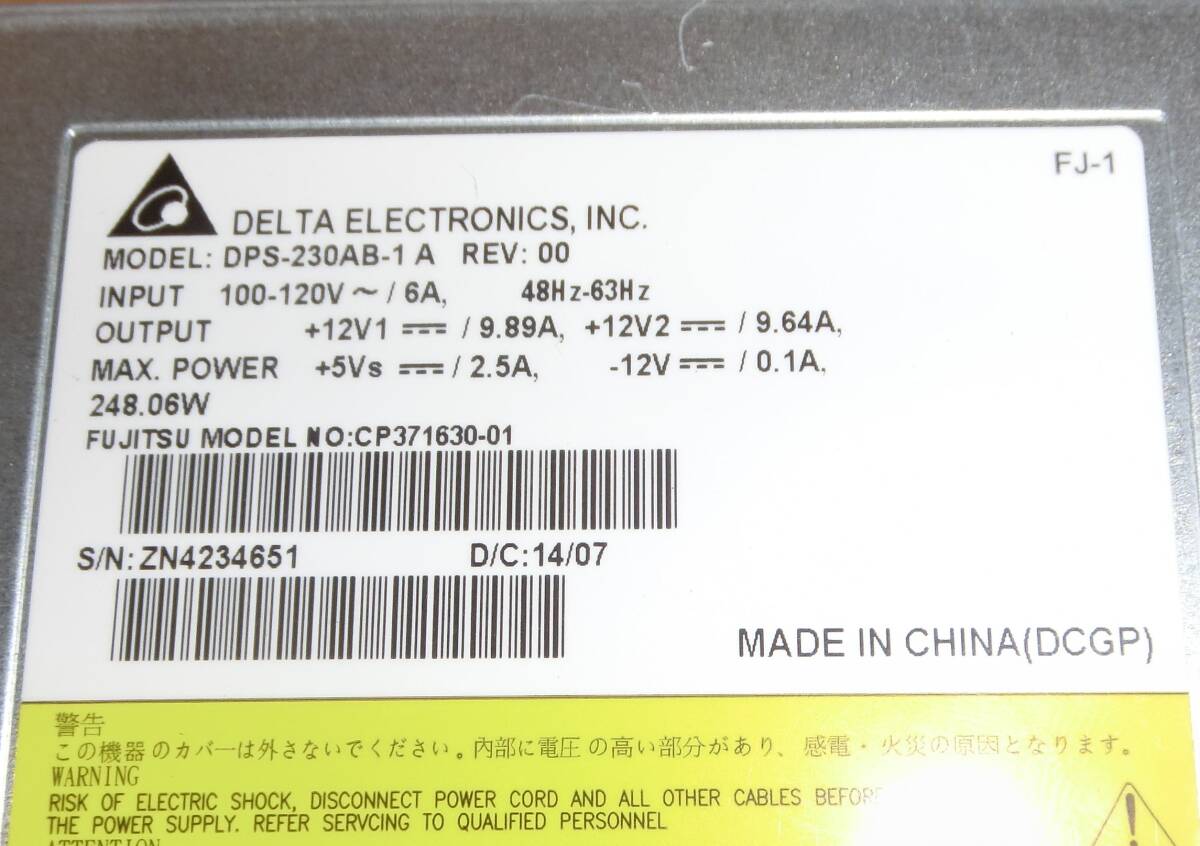 FJ-1
DELTA ELECTRONICS, INC.
MODEL: DPS-230AB-1 A REV: 00
INPUT 100-120V ~ / 6A, 48Hz-63Hz
OUTPUT +12V1 ⎓ / 9.89A, +12V2 ⎓ / 9.64A,
MAX. POWER +5Vs ⎓ / 2.5A, -12V ⎓ / 0.1A,
248.06W
FUJITSU MODEL NO:CP371630-01
S/N: ZN4234651 D/C:14/07
MADE IN CHINA(DCGP)
警告
この機器のカバーは外さないでください。内部に電圧の高い部分があり、感電・火災の原因となります。
WARNING
RISK OF ELECTRIC SHOCK, DISCONNECT POWER CORD AND ALL OTHER CABLES BEFORE
THE POWER SUPPLY. REFER SERVCING TO QUALIFIED PERSONNEL
ATTENTION